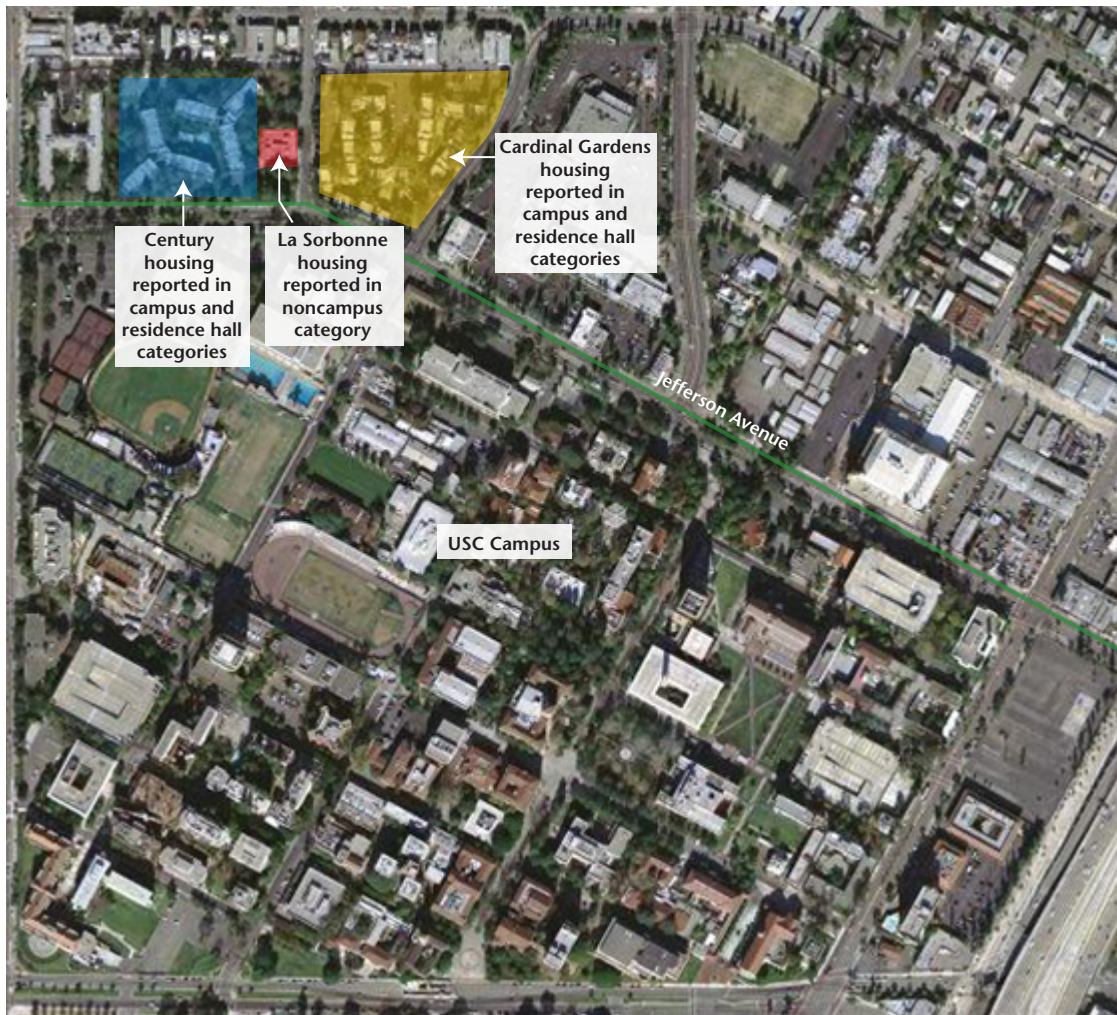 Century
housing
reported in
campus and
residence hall
categories
La Sorbonne
housing
reported in
noncampus
category
Cardinal Gardens
housing
reported in
campus and
residence hall
categories
Jefferson Avenue
USC Campus